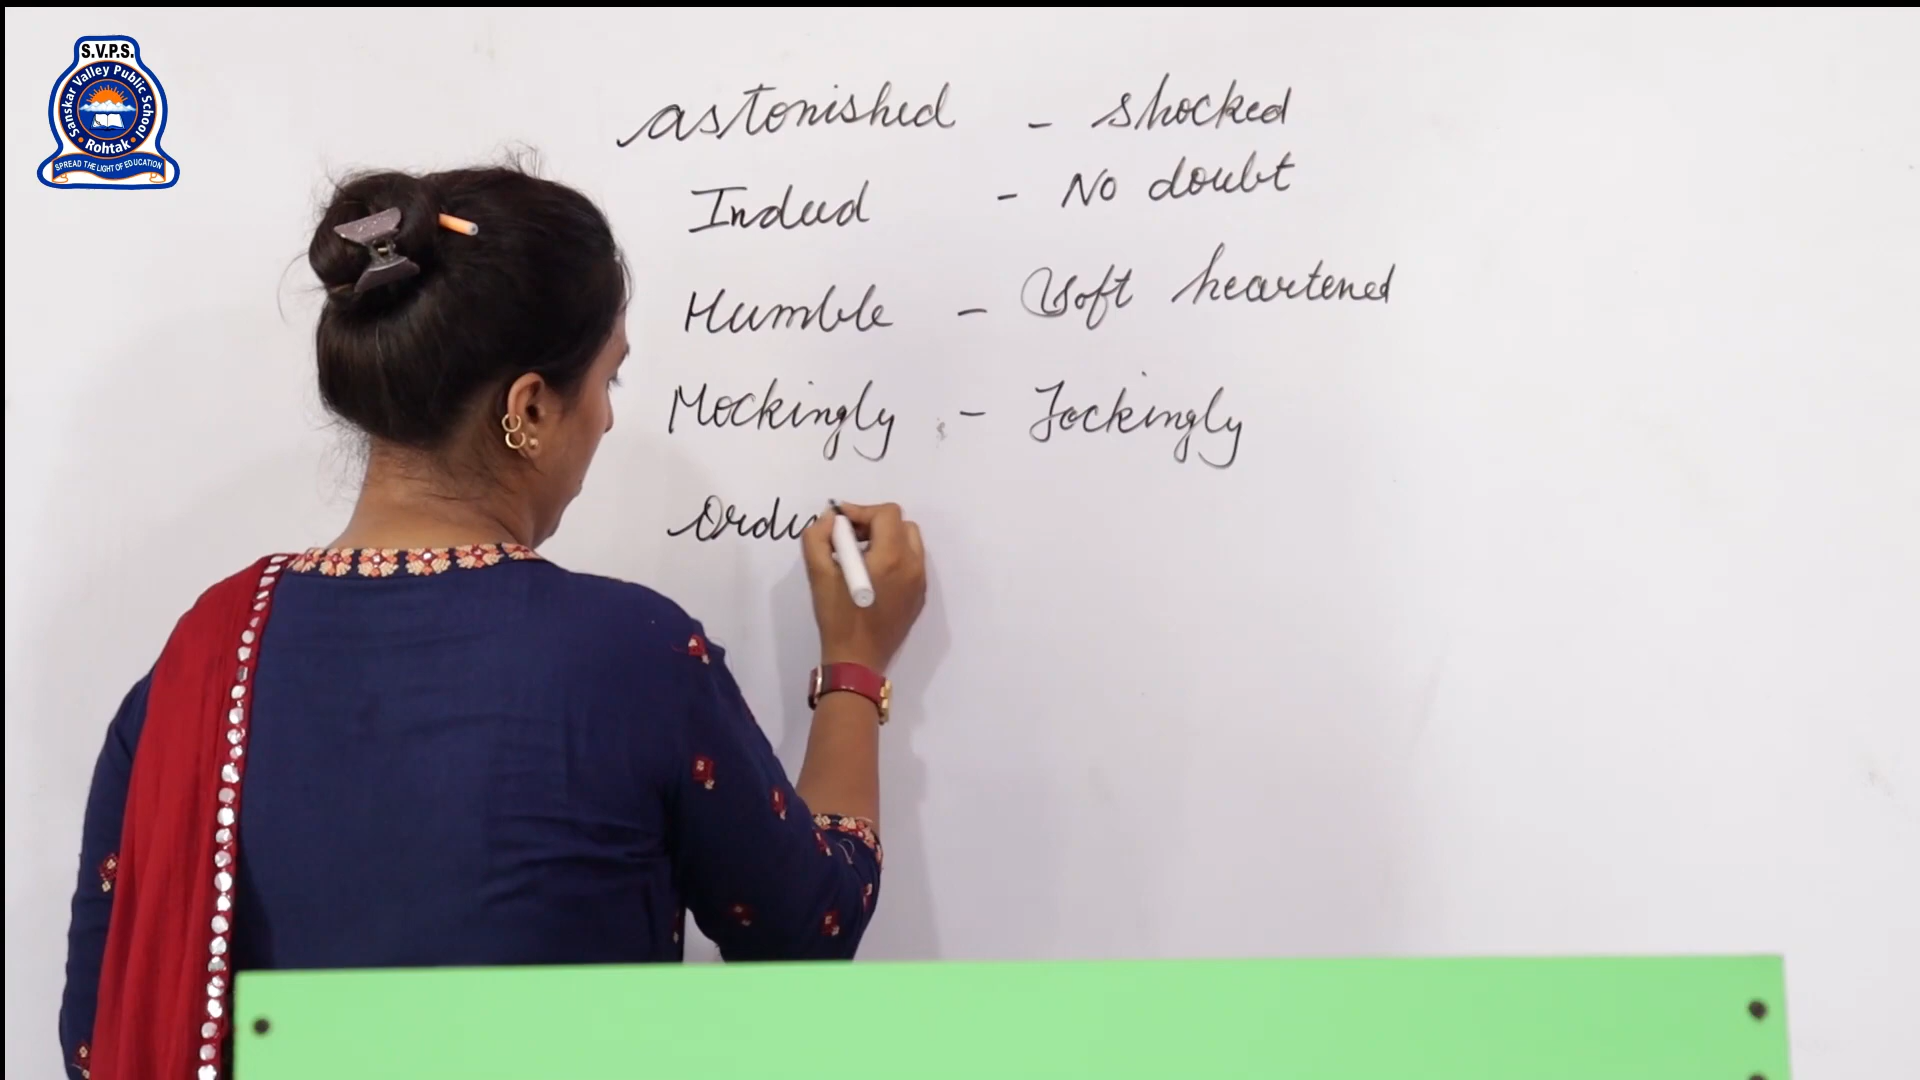 S.V.P.S.
Sanskar Valley Public School
Rohtak
SPREAD THE LIGHT OF EDUCATION
astonished - shocked
Indeed - No doubt
Humble - Soft heartened
Mockingly - Jockingly